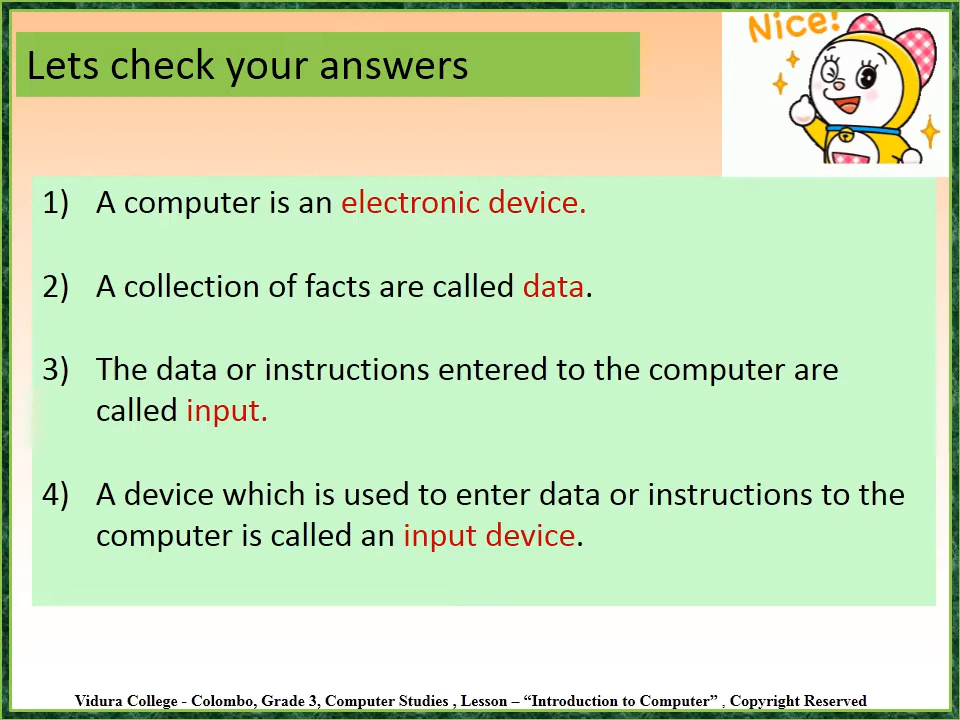 Nice!
Lets check your answers
1) A computer is an electronic device.
2) A collection of facts are called data.
3) The data or instructions entered to the computer are
called input.
4) A device which is used to enter data or instructions to the
computer is called an input device.
Vidura College - Colombo, Grade 3, Computer Studies , Lesson – “Introduction to Computer” , Copyright Reserved